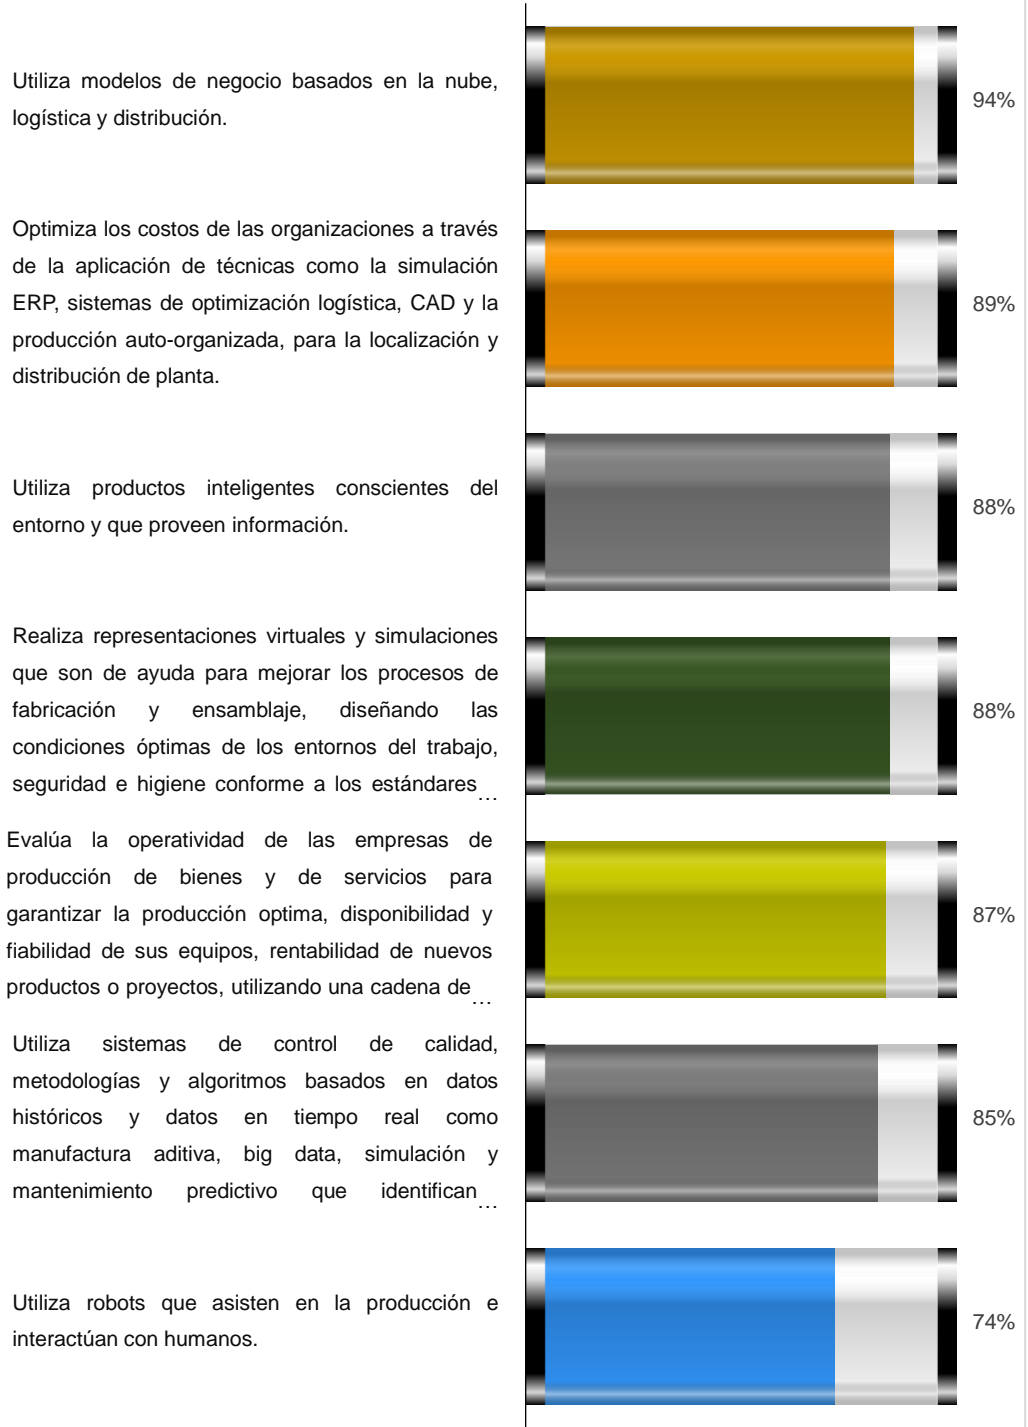 Utiliza modelos de negocio basados en la nube,
logística y distribución.
94%
Optimiza los costos de las organizaciones a través
de la aplicación de técnicas como la simulación
ERP, sistemas de optimización logística, CAD y la
producción auto-organizada, para la localización y
distribución de planta.
89%
Utiliza productos inteligentes conscientes del
entorno y que proveen información.
88%
Realiza representaciones virtuales y simulaciones
que son de ayuda para mejorar los procesos de
fabricación y ensamblaje, diseñando las
condiciones óptimas de los entornos del trabajo,
seguridad e higiene conforme a los estándares…
88%
Evalúa la operatividad de las empresas de
producción de bienes y de servicios para
garantizar la producción optima, disponibilidad y
fiabilidad de sus equipos, rentabilidad de nuevos
productos o proyectos, utilizando una cadena de…
87%
Utiliza sistemas de control de calidad,
metodologías y algoritmos basados en datos
históricos y datos en tiempo real como
manufactura aditiva, big data, simulación y
mantenimiento predictivo que identifican…
85%
Utiliza robots que asisten en la producción e
interactúan con humanos.
74%